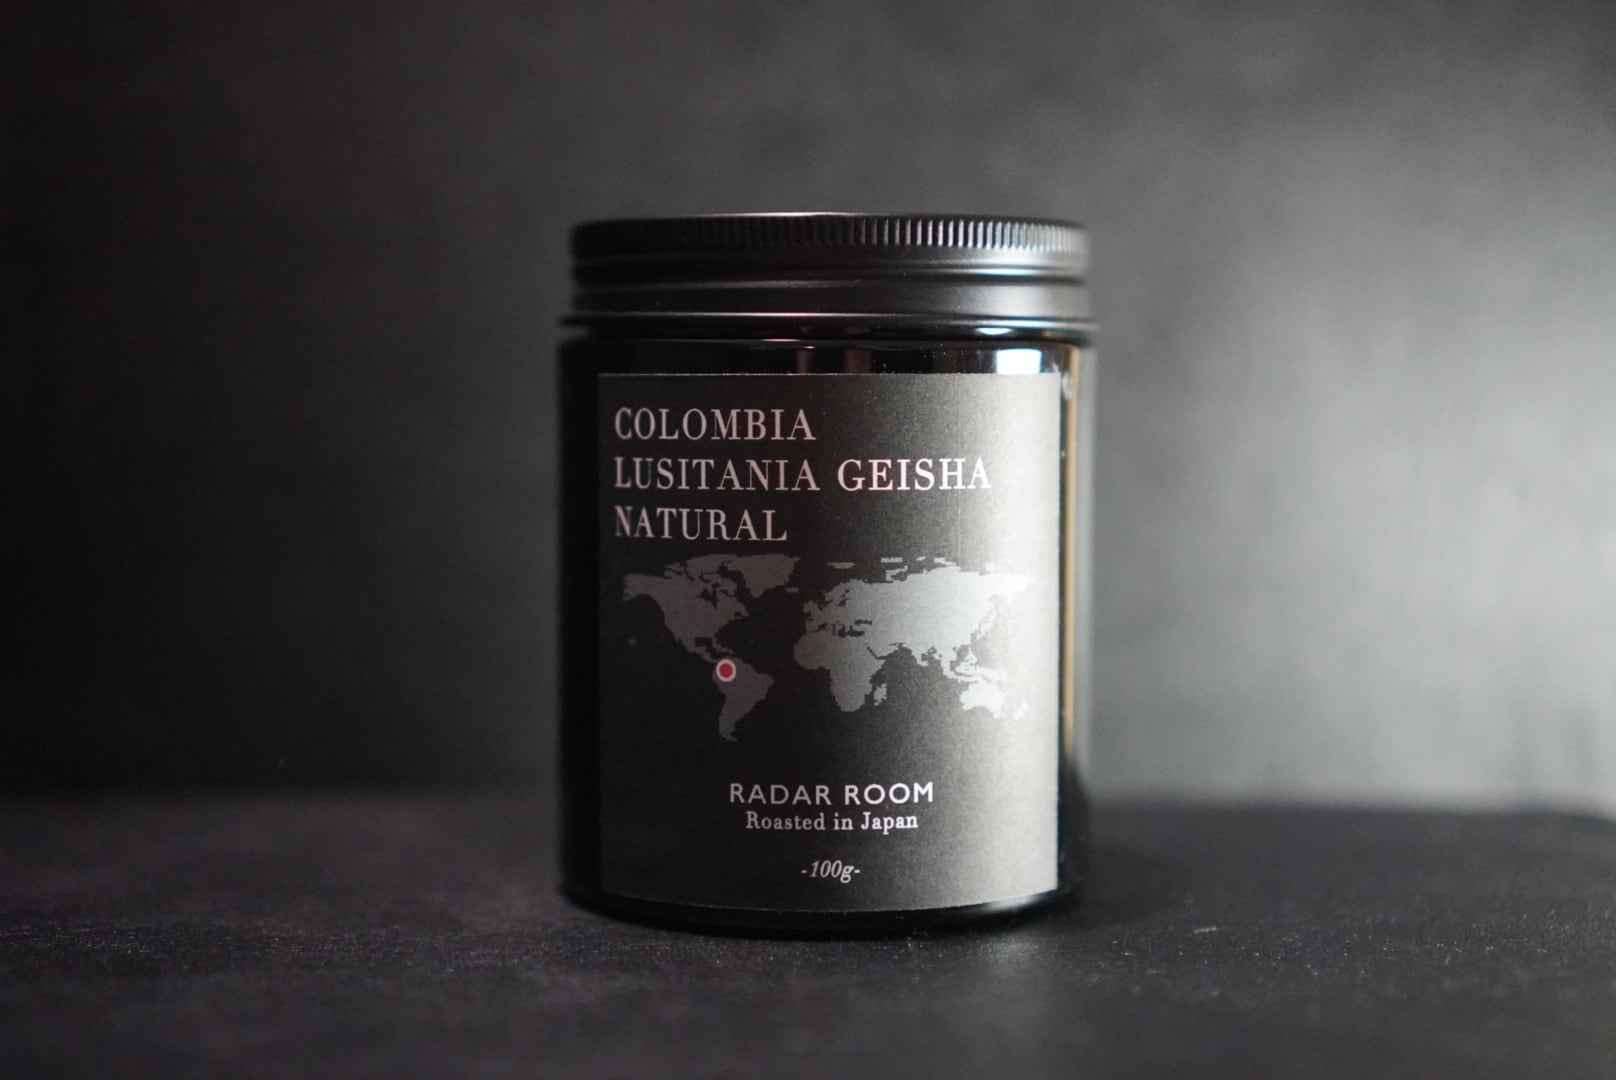 COLOMBIA
LUSITANIA GEISHA
NATURAL
RADAR ROOM
Roasted in Japan
-100g-